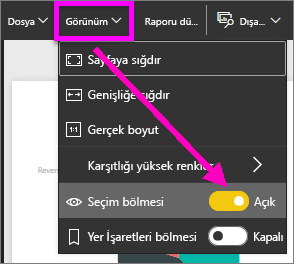 Dosya Görünüm Raporu dü... Dışa...
Sayfaya sığdır
Genişliğe sığdır
1:1 Gerçek boyut
Karşıtlığı yüksek renkler
Seçim bölmesi Açık
Yer İşaretleri bölmesi Kapalı
Reven